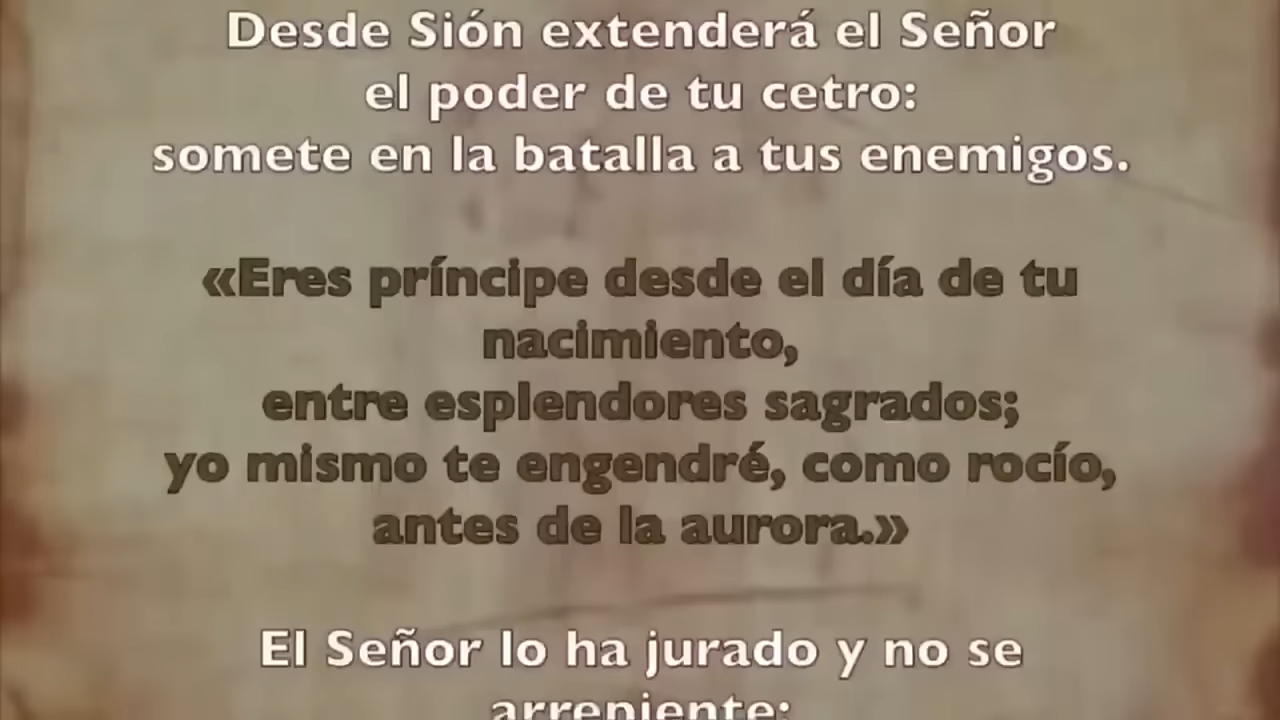 Desde Sión extenderá el Señor
el poder de tu cetro:
somete en la batalla a tus enemigos.
«Eres príncipe desde el día de tu
nacimiento,
entre esplendores sagrados;
yo mismo te engendré, como rocío,
antes de la aurora.»
El Señor lo ha jurado y no se
arrepiente: